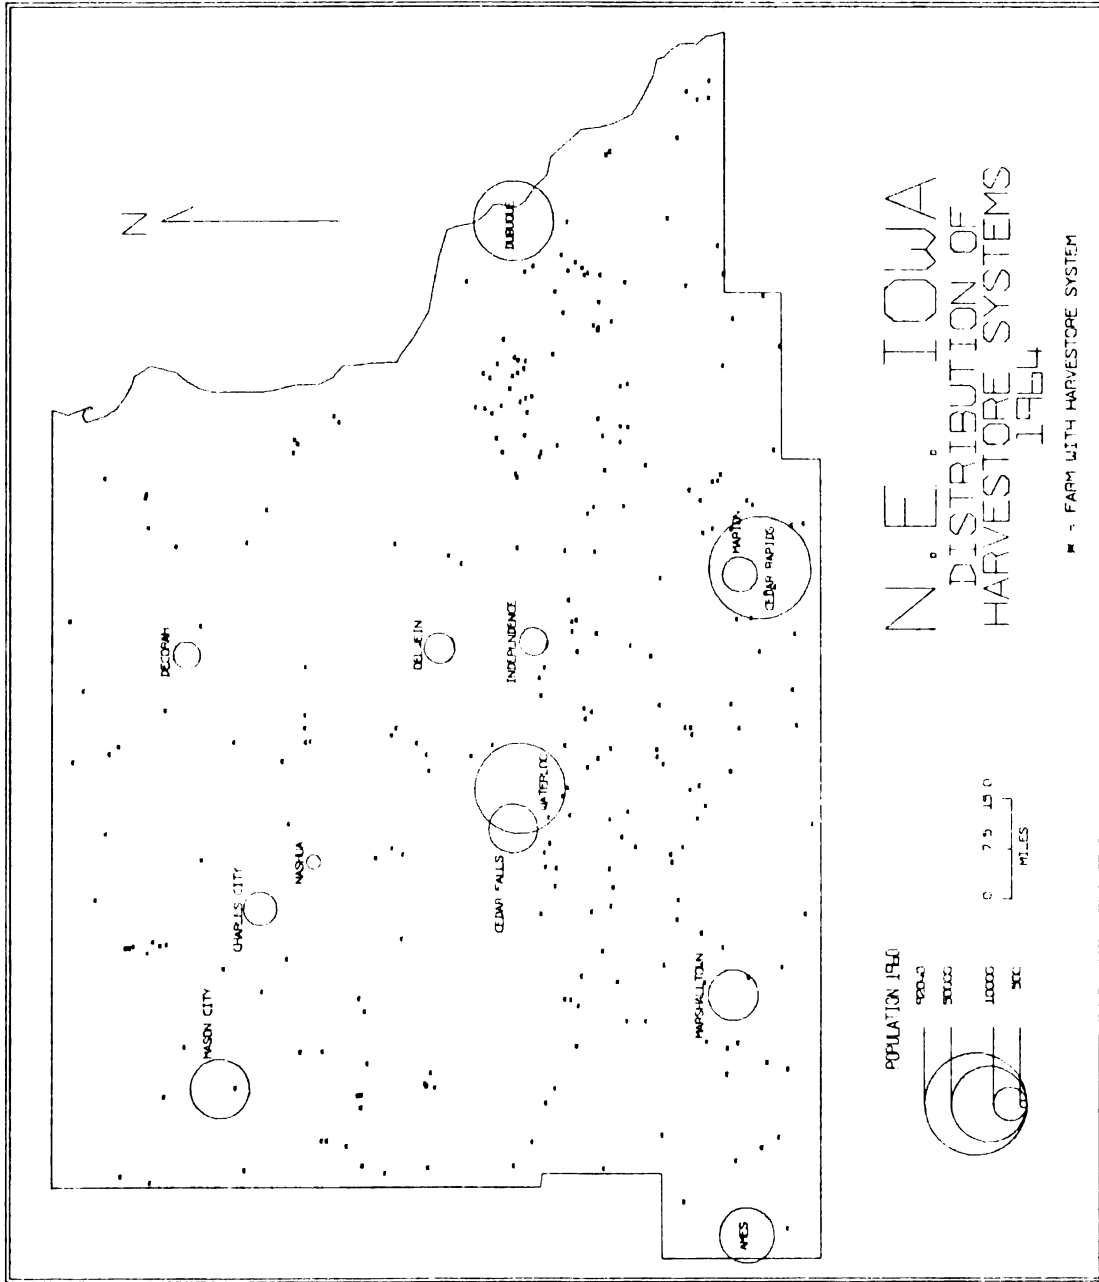 N
DUBUQUE
DECORAH
OELWEIN
INDEPENDENCE
MARION
CEDAR RAPIDS
WATERLOO
CEDAR FALLS
NASHUA
CHARLES CITY
MASON CITY
MARSHALLTOWN
AMES
N.E. IOWA
DISTRIBUTION OF
HARVESTORE SYSTEMS
1964
= FARM WITH HARVESTORE SYSTEM
0 7.5 15.0
MILES
POPULATION 1960
50000
10000
500